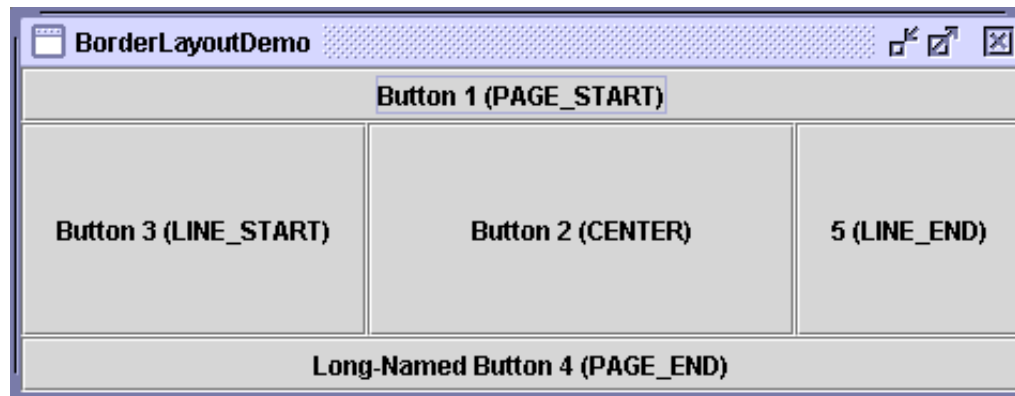 BorderLayoutDemo
Button 1 (PAGE_START)
Button 3 (LINE_START)
Button 2 (CENTER)
5 (LINE_END)
Long-Named Button 4 (PAGE_END)